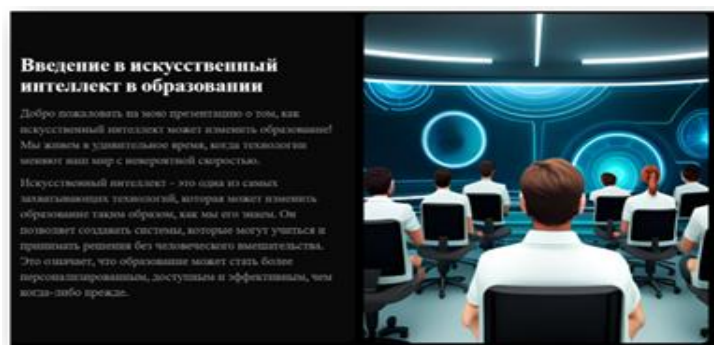 Введение в искусственный
интеллект в образовании
Добро пожаловать на мою презентацию о том, как
искусственный интеллект может изменить образование!
Мы живем в удивительное время, когда технологии
меняют наш мир с невероятной скоростью.
Искусственный интеллект – это одна из самых
захватывающих технологий, которая может изменить
образование таким образом, как мы его знаем. Он
позволяет создавать системы, которые могут учиться и
принимать решения без человеческого вмешательства.
Это означает, что образование может стать более
персонализированным, доступным и эффективным, чем
когда-либо прежде.